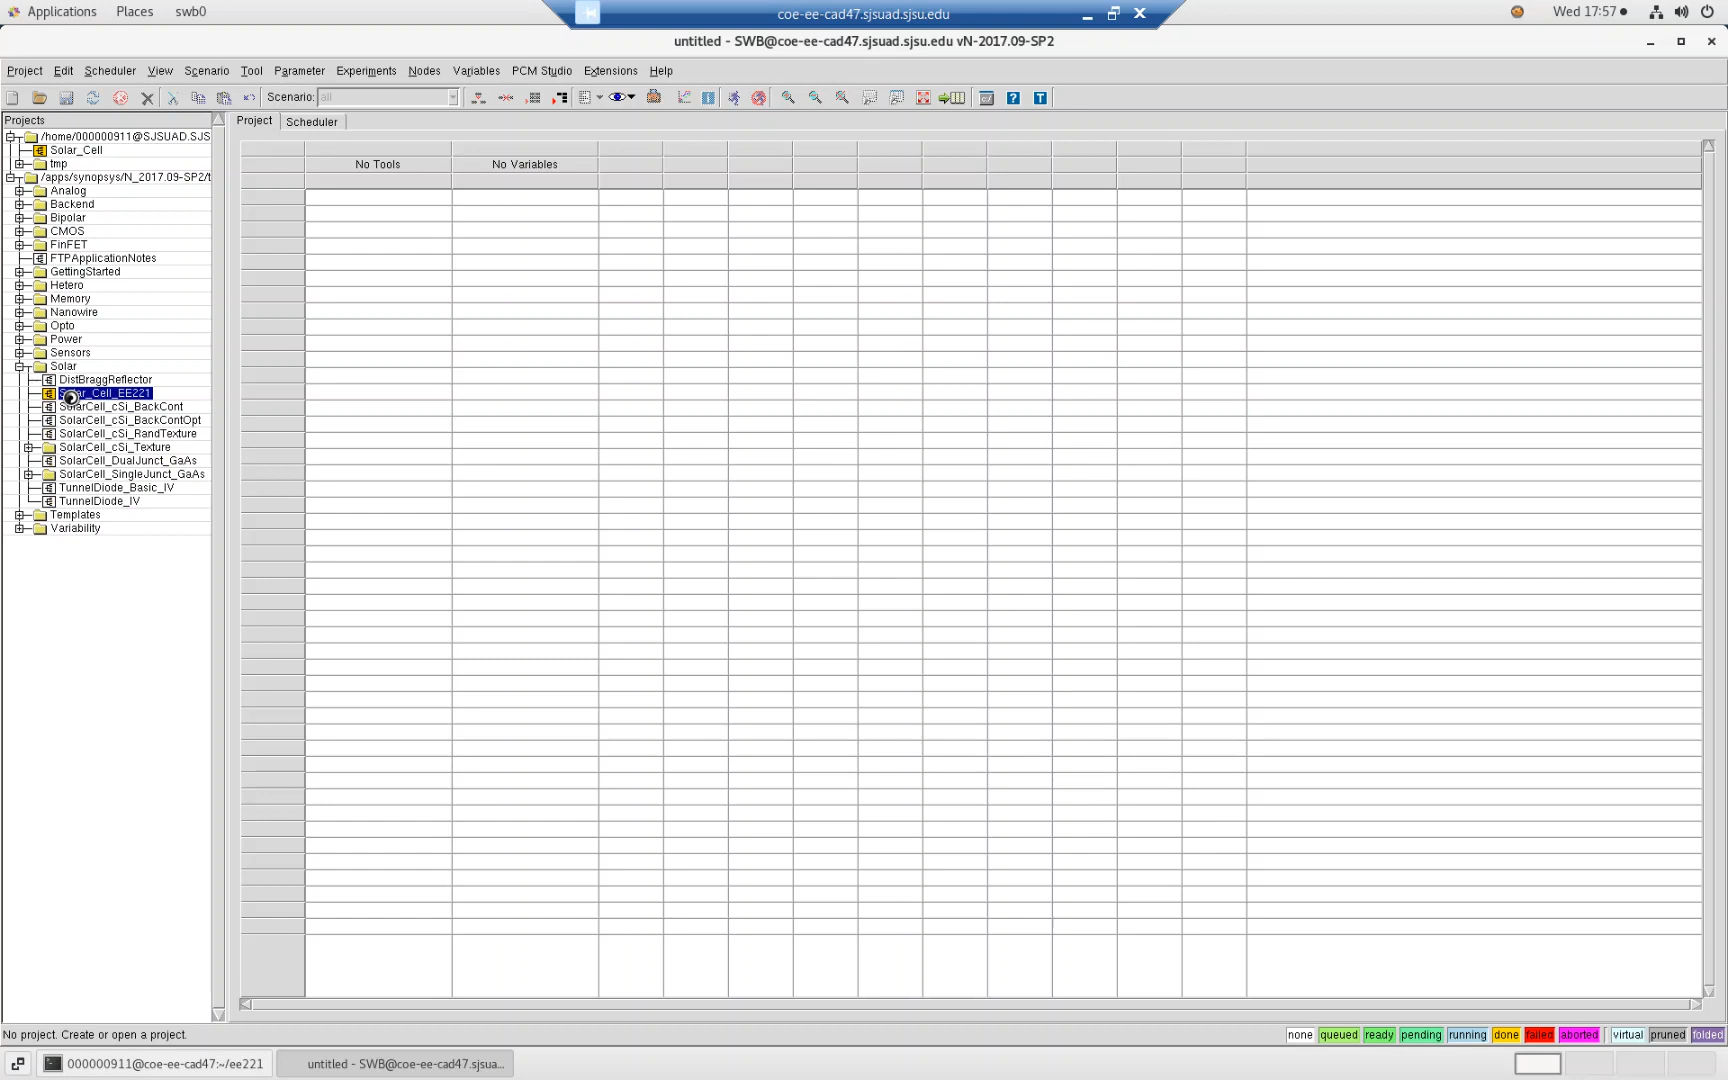 Applications Places swb0 coe-ee-cad47.sjsuad.sjsu.edu Wed 17:57
untitled - SWB@coe-ee-cad47.sjsuad.sjsu.edu vN-2017.09-SP2
Project Edit Scheduler View Scenario Tool Parameter Experiments Nodes Variables PCM Studio Extensions Help
Scenario: all
Projects
/home/000000911@SJSUAD.SJS
Solar_Cell
tmp
/apps/synopsys/N_2017.09-SP2/t
Analog
Backend
Bipolar
CMOS
FinFET
FTPApplicationNotes
GettingStarted
Hetero
Memory
Nanowire
Opto
Power
Sensors
Solar
DistBraggReflector
Solar_Cell_EE221
SolarCell_cSi_BackCont
SolarCell_cSi_BackContOpt
SolarCell_cSi_RandTexture
SolarCell_cSi_Texture
SolarCell_DualJunct_GaAs
SolarCell_SingleJunct_GaAs
TunnelDiode_Basic_IV
TunnelDiode_IV
Templates
Variability
Project Scheduler
No Tools No Variables
No project. Create or open a project.
none queued ready pending running done failed aborted virtual pruned folded
000000911@coe-ee-cad47:~/ee221 untitled - SWB@coe-ee-cad47.sjsua...